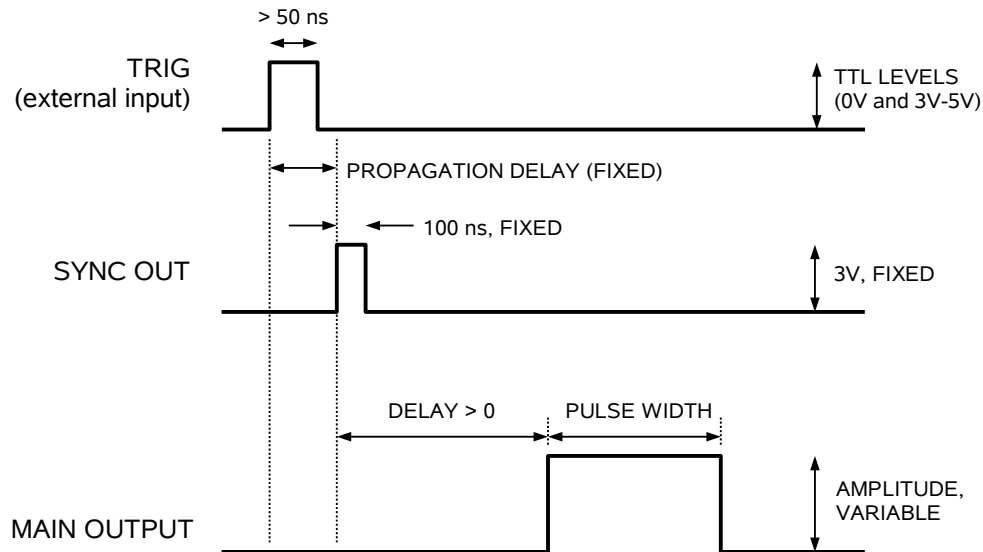 > 50 ns
TRIG
(external input)
TTL LEVELS
(0V and 3V-5V)
PROPAGATION DELAY (FIXED)
100 ns, FIXED
SYNC OUT
3V, FIXED
DELAY > 0
PULSE WIDTH
AMPLITUDE,
VARIABLE
MAIN OUTPUT